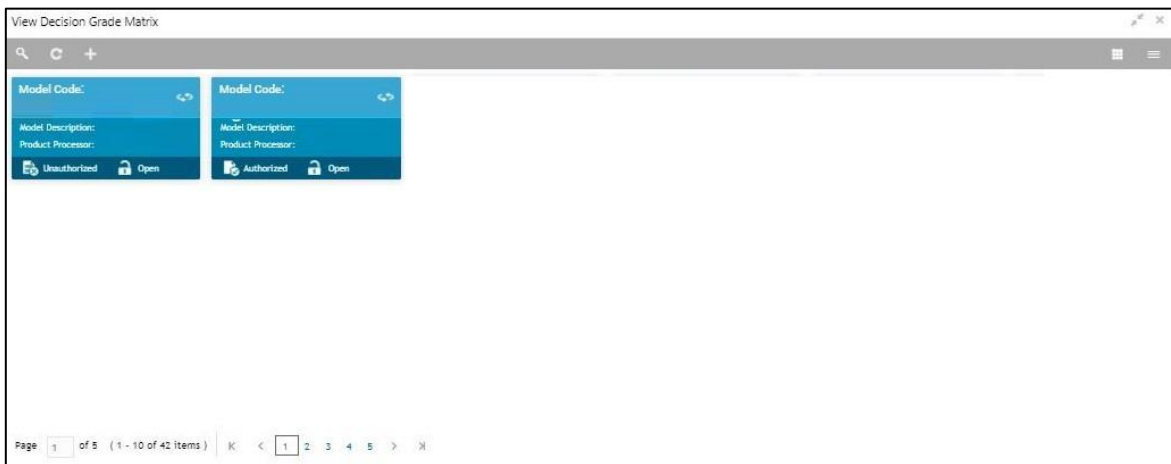 View Decision Grade Matrix
Model Code:
Model Description:
Product Processor:
Unauthorized Open
Model Code:
Model Description:
Product Processor:
Authorized Open
Page 1 of 5 ( 1 - 10 of 42 items ) K < 1 2 3 4 5 > X